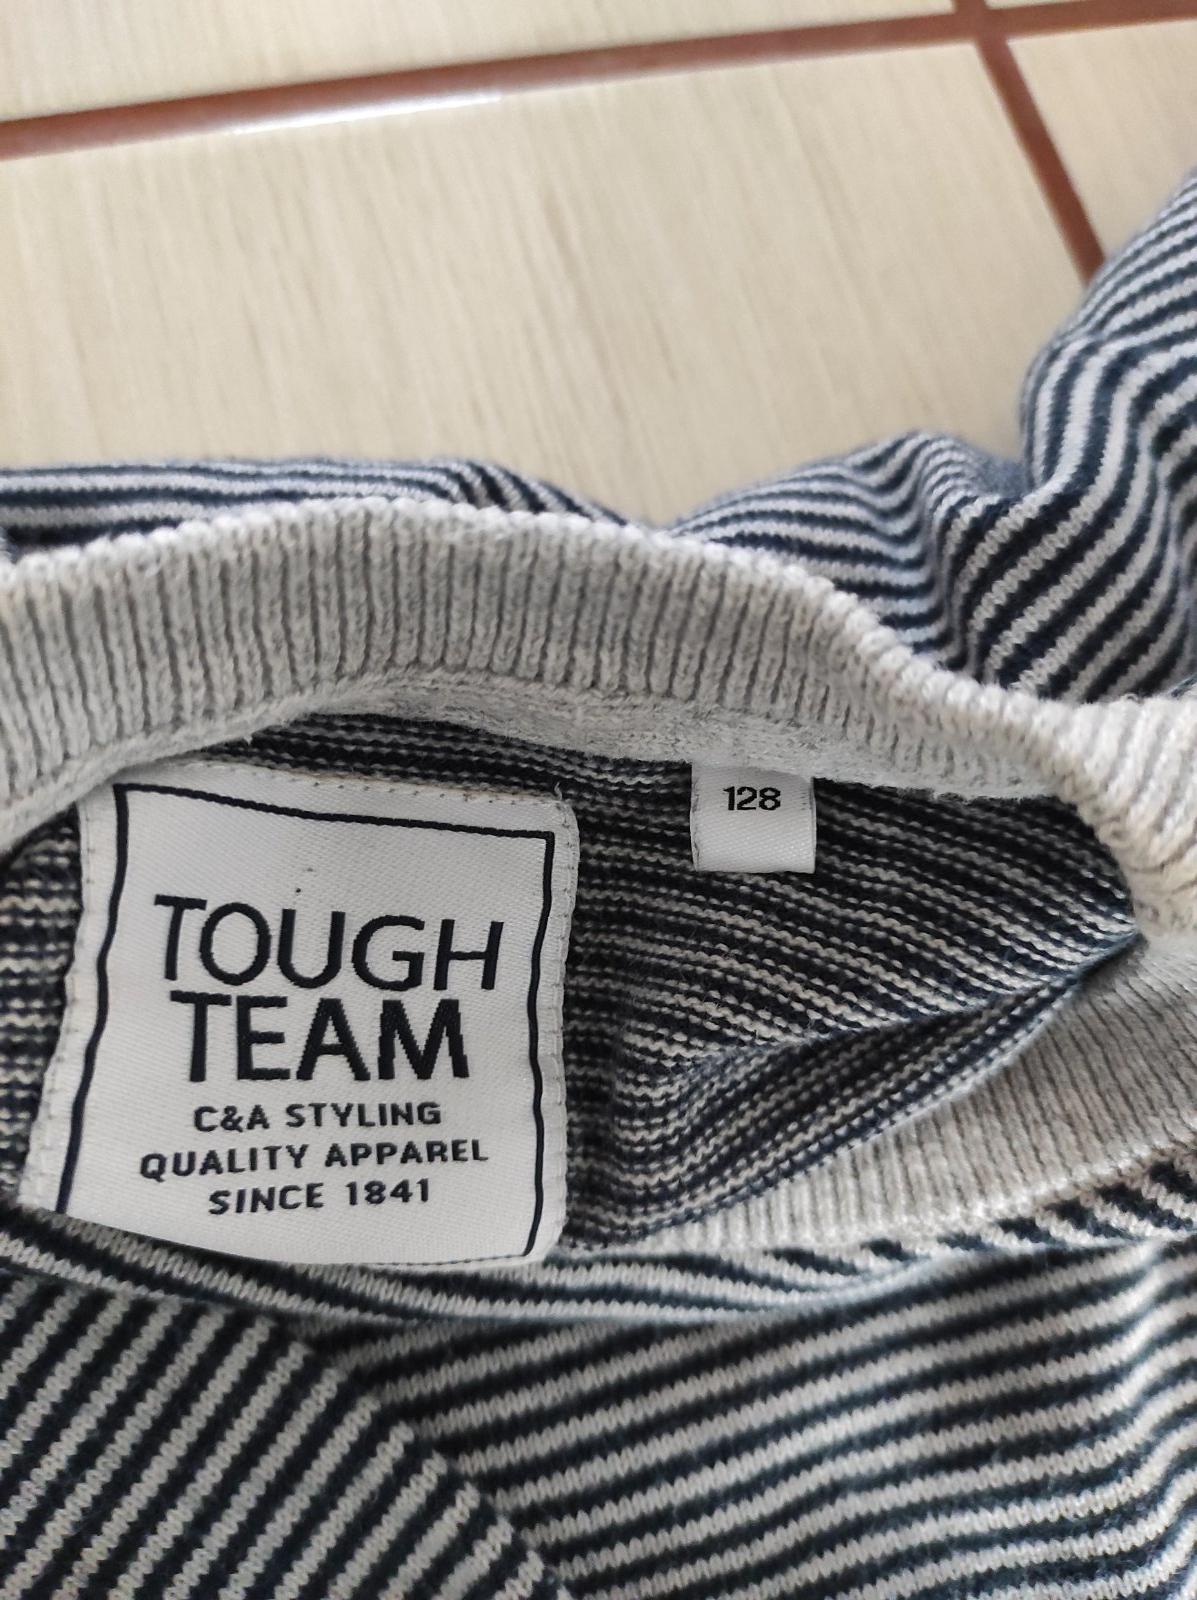 128
TOUGH
TEAM
C&A STYLING
QUALITY APPAREL
SINCE 1841